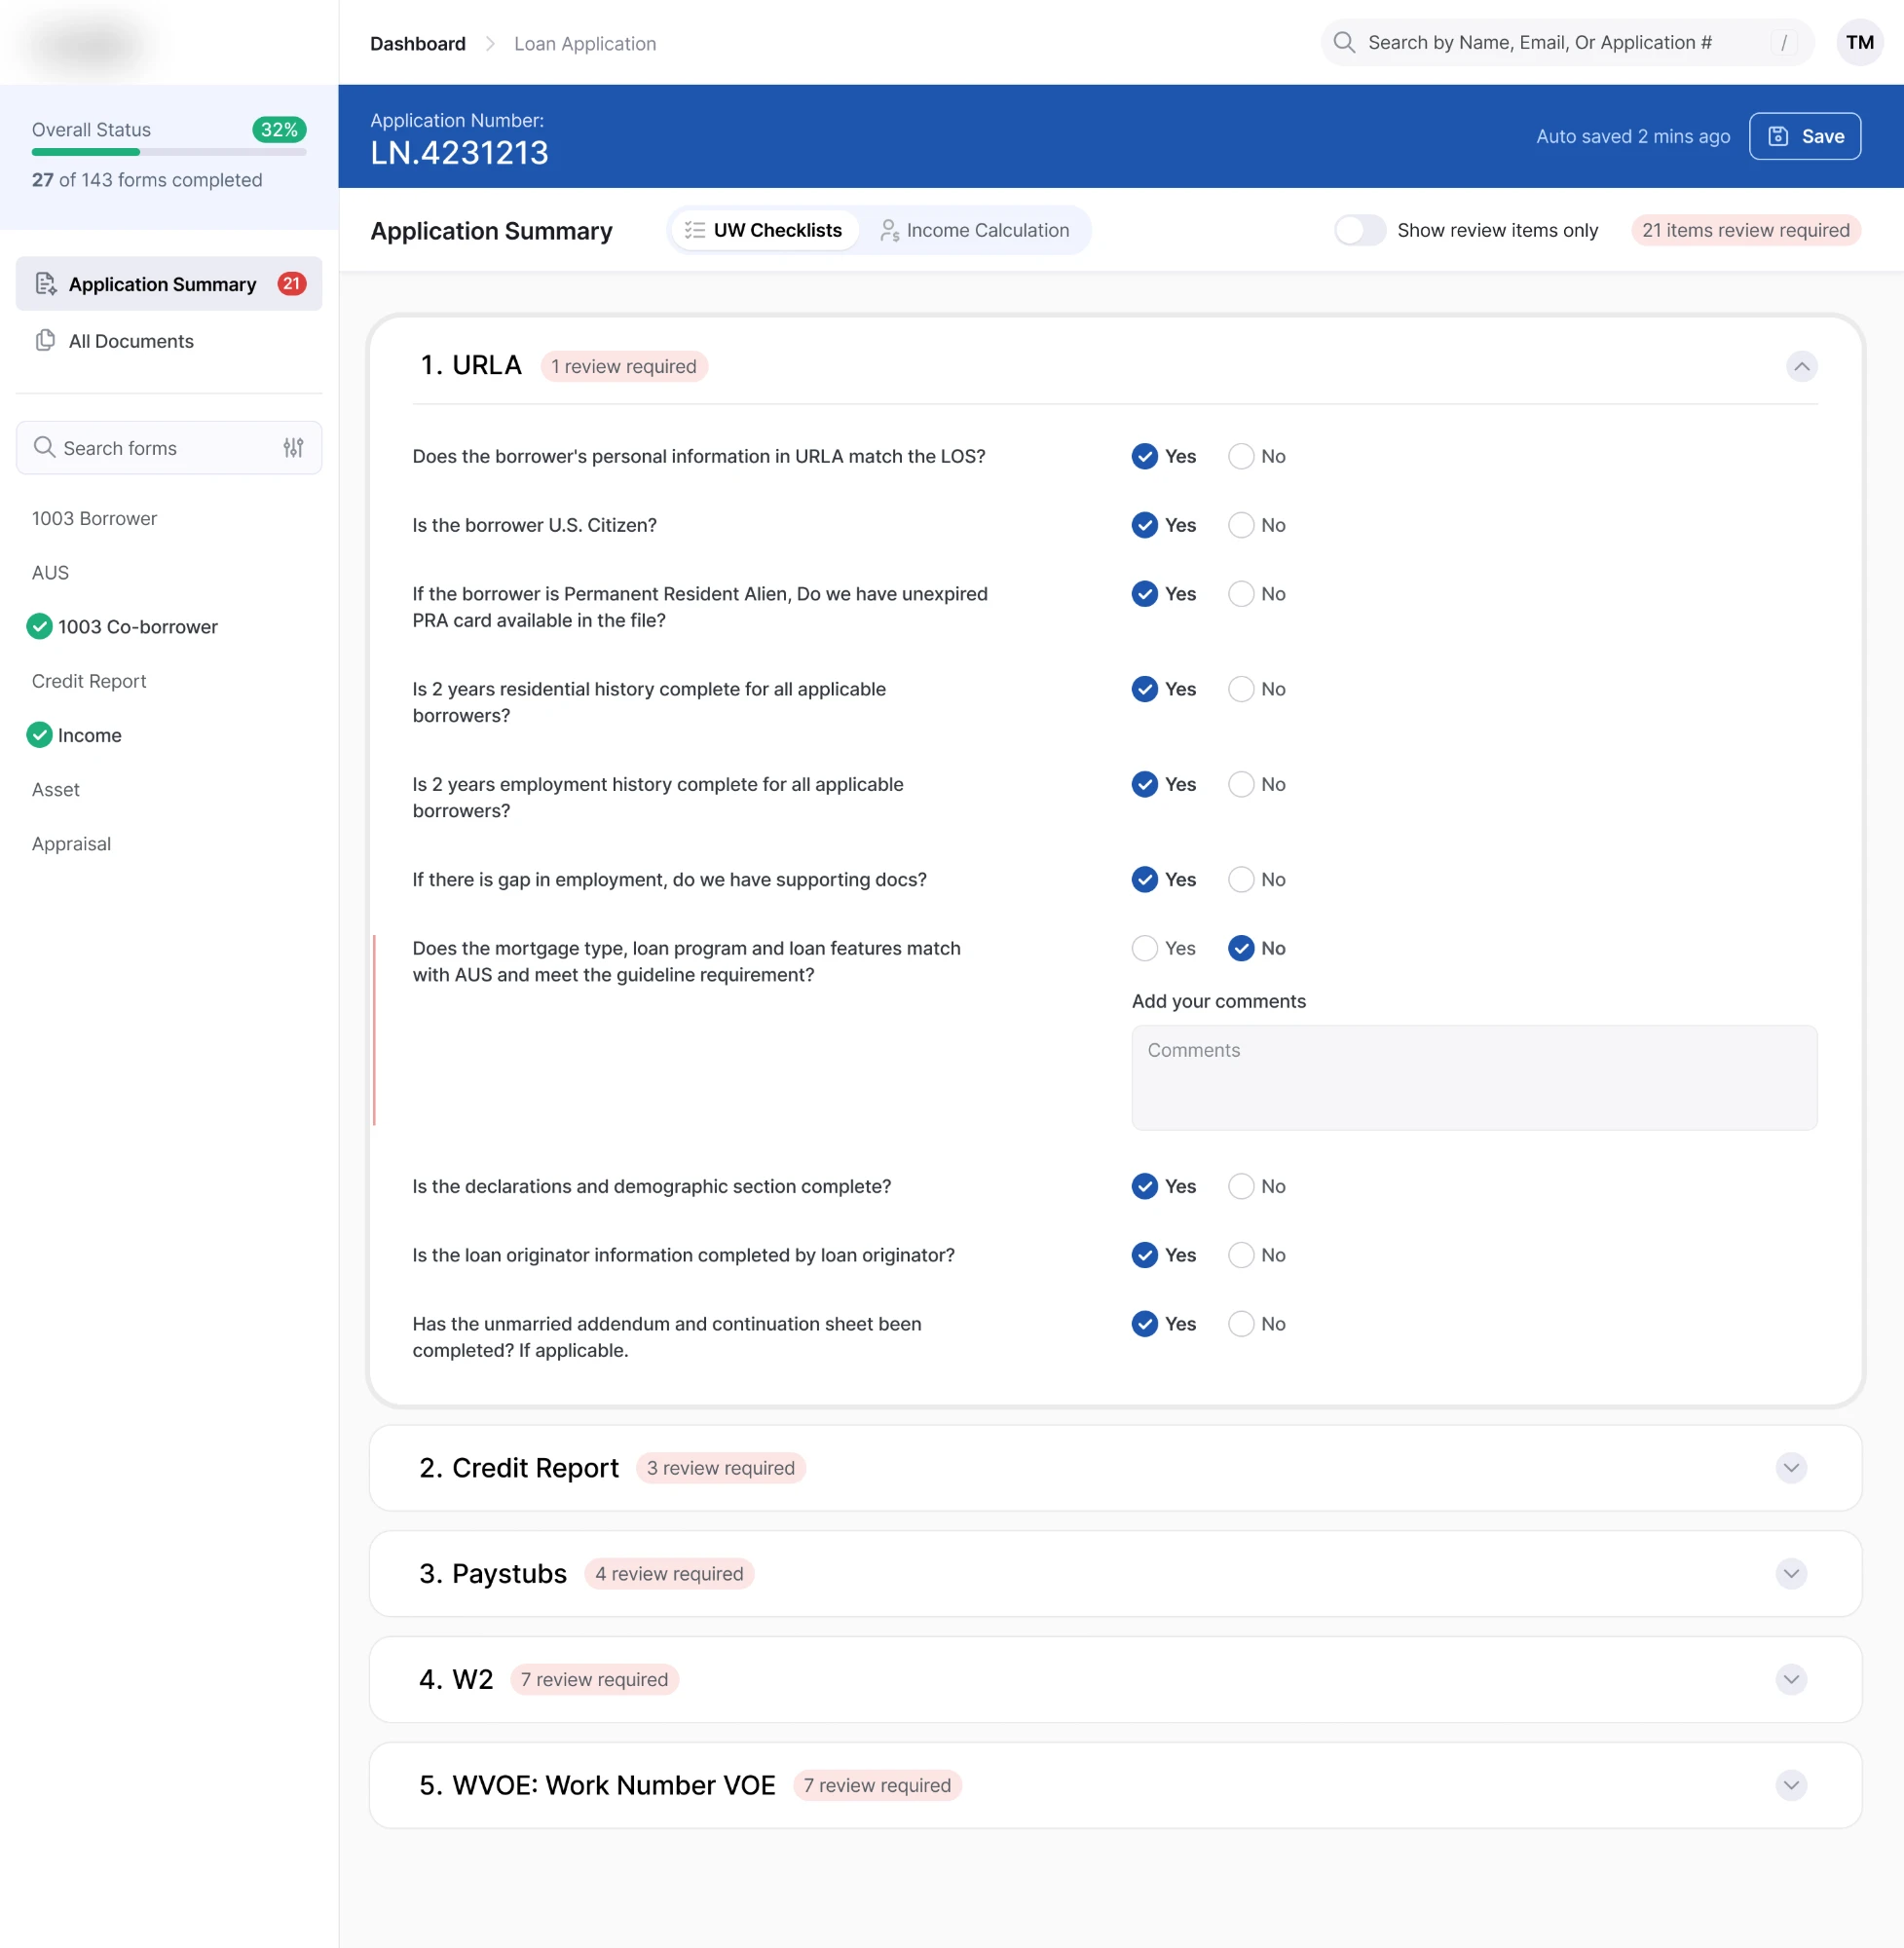 Dashboard
Loan Application
Search by Name, Email, Or Application #
/
TM
Overall Status
32%
27 of 143 forms completed
Application Number:
LN.4231213
Auto saved 2 mins ago
Save
Application Summary
UW Checklists
Income Calculation
Show review items only
21 items review required
Application Summary
21
All Documents
Search forms
1003 Borrower
AUS
1003 Co-borrower
Credit Report
Income
Asset
Appraisal
1. URLA
1 review required
Does the borrower's personal information in URLA match the LOS?
Yes
No
Is the borrower U.S. Citizen?
Yes
No
If the borrower is Permanent Resident Alien, Do we have unexpired
PRA card available in the file?
Yes
No
Is 2 years residential history complete for all applicable
borrowers?
Yes
No
Is 2 years employment history complete for all applicable
borrowers?
Yes
No
If there is gap in employment, do we have supporting docs?
Yes
No
Does the mortgage type, loan program and loan features match
with AUS and meet the guideline requirement?
Yes
No
Add your comments
Comments
Is the declarations and demographic section complete?
Yes
No
Is the loan originator information completed by loan originator?
Yes
No
Has the unmarried addendum and continuation sheet been
completed? If applicable.
Yes
No
2. Credit Report
3 review required
3. Paystubs
4 review required
4. W2
7 review required
5. WVOE: Work Number VOE
7 review required